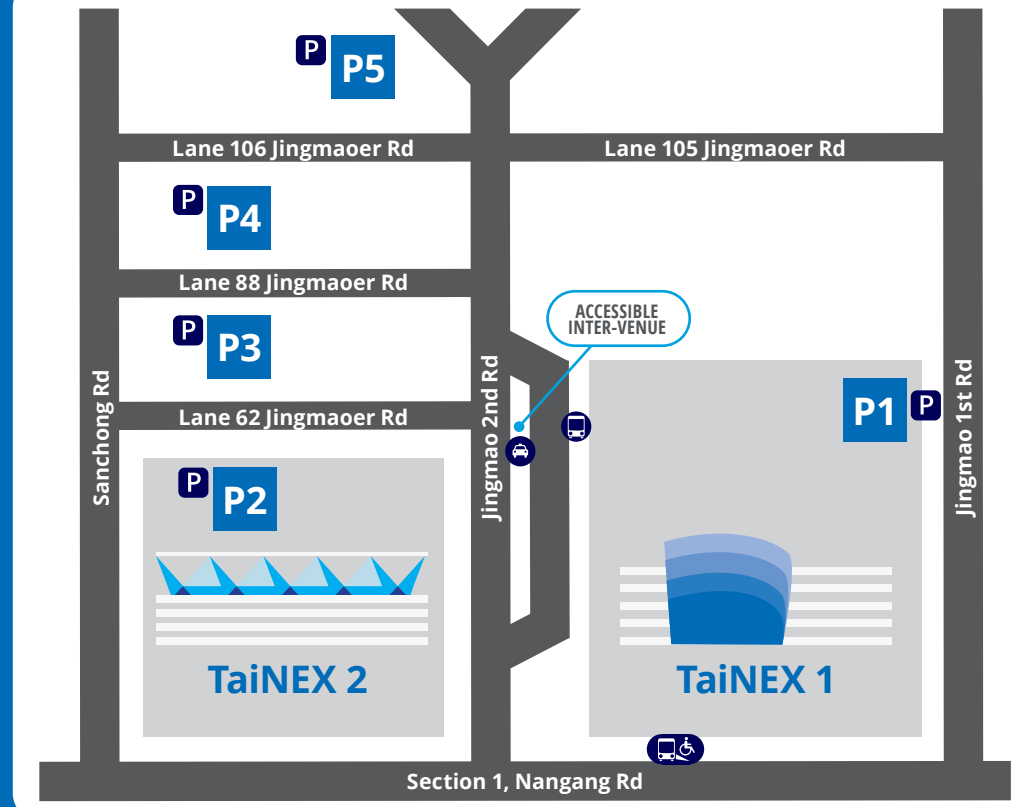 P
P5
Lane 106 Jingmaoer Rd
Lane 105 Jingmaoer Rd
P
P4
Lane 88 Jingmaoer Rd
ACCESSIBLE
INTER-VENUE
P
P3
Lane 62 Jingmaoer Rd
Sanchong Rd
Jingmao 2nd Rd
P1
P
Jingmao 1st Rd
P
P2
TaiNEX 2
TaiNEX 1
Section 1, Nangang Rd